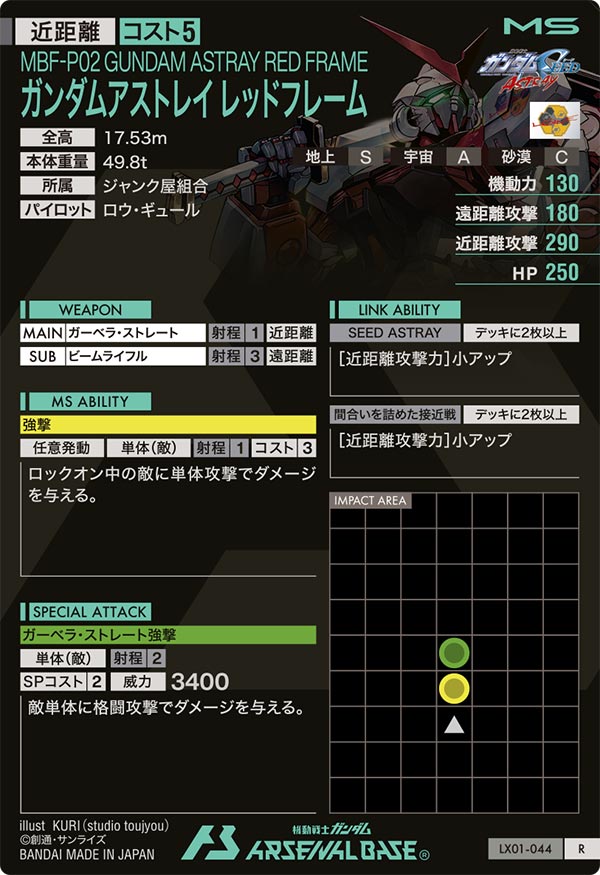 近距離 コスト5 MS
MBF-P02 GUNDAM ASTRAY RED FRAME
ガンダムアストレイ レッドフレーム
ガンダム SEED
ASTRAY
全高 17.53m
本体重量 49.8t
所属 ジャンク屋組合
パイロット ロウ・ギュール
地上 S 宇宙 A 砂漠 C
機動力 130
遠距離攻撃 180
近距離攻撃 290
HP 250
WEAPON
MAIN ガーベラ・ストレート 射程 1 近距離
SUB ビームライフル 射程 3 遠距離
MS ABILITY
強撃
任意発動 単体(敵) 射程 1 コスト 3
ロックオン中の敵に単体攻撃でダメージ
を与える。
SPECIAL ATTACK
ガーベラ・ストレート強撃
単体(敵) 射程 2
SPコスト 2 威力 3400
敵単体に格闘攻撃でダメージを与える。
LINK ABILITY
SEED ASTRAY デッキに2枚以上
[近距離攻撃力]小アップ
間合いを詰めた接近戦 デッキに2枚以上
[近距離攻撃力]小アップ
IMPACT AREA
illust KURI(studio toujyou)
©創通・サンライズ
BANDAI MADE IN JAPAN
機動戦士ガンダム
ARSENAL BASE®
LX01-044 R